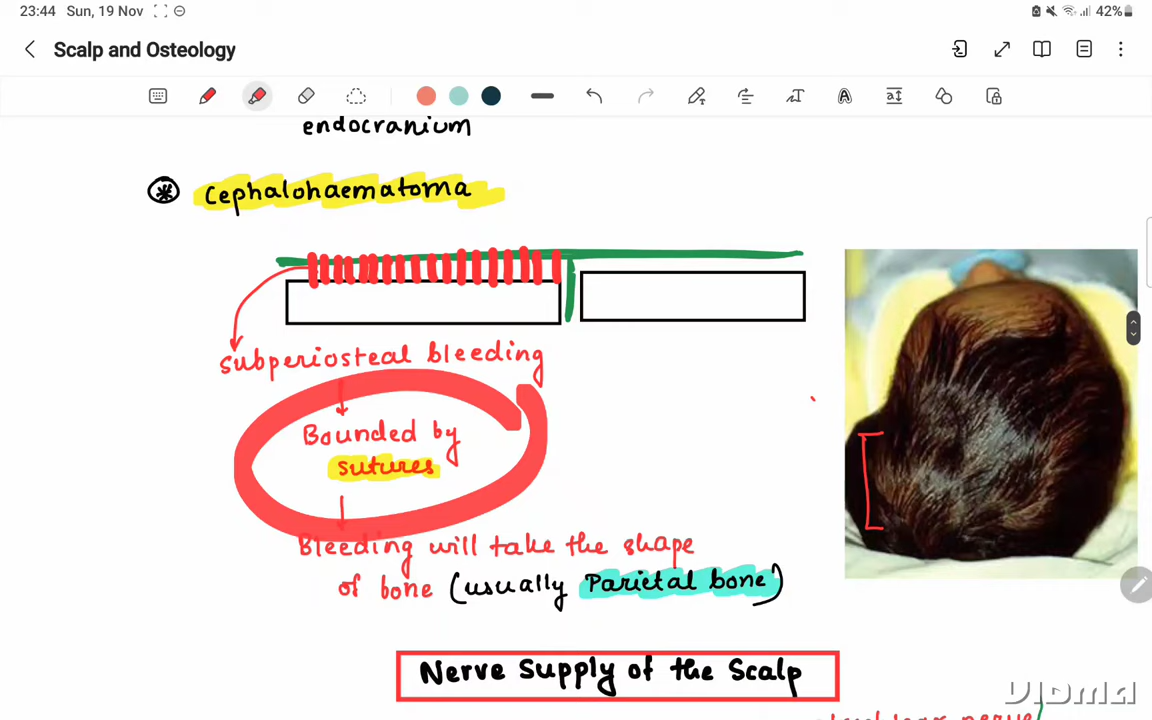 23:44 Sun, 19 Nov 42%
Scalp and Osteology
endocranium
Cephalohaematoma
subperiosteal bleeding
Bounded by
sutures
Bleeding will take the shape
of bone (usually Parietal bone)
Nerve Supply of the Scalp
VIDMA